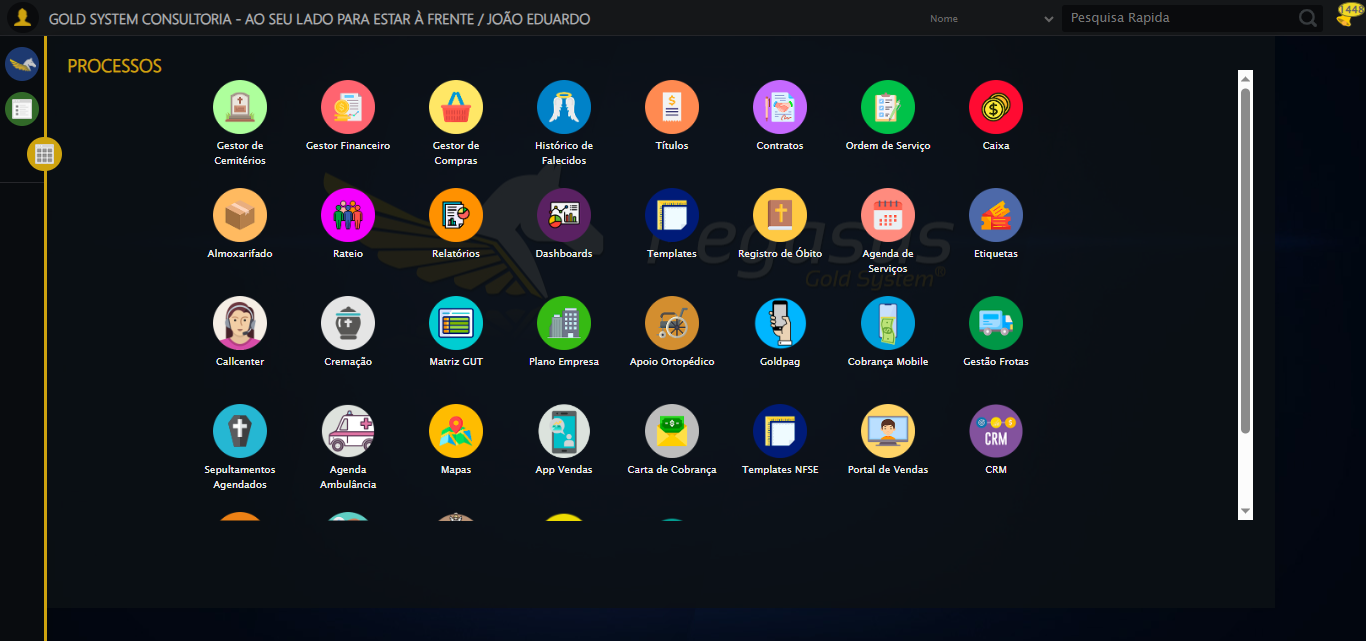 GOLD SYSTEM CONSULTORIA - AO SEU LADO PARA ESTAR À FRENTE / JOÃO EDUARDO
Nome
Pesquisa Rapida
1448
PROCESSOS
Gestor de
Cemitérios
Gestor Financeiro
Gestor de
Compras
Histórico de
Falecidos
Títulos
Contratos
Ordem de Serviço
Caixa
Almoxarifado
Rateio
Relatórios
Dashboards
Templates
Registro de Óbito
Agenda de
Serviços
Etiquetas
Pegasus
Gold System®
Callcenter
Cremação
Matriz GUT
Plano Empresa
Apoio Ortopédico
Goldpag
Cobrança Mobile
Gestão Frotas
CRM
Sepultamentos
Agendados
Agenda
Ambulância
Mapas
App Vendas
Carta de Cobrança
Templates NFSE
Portal de Vendas
CRM